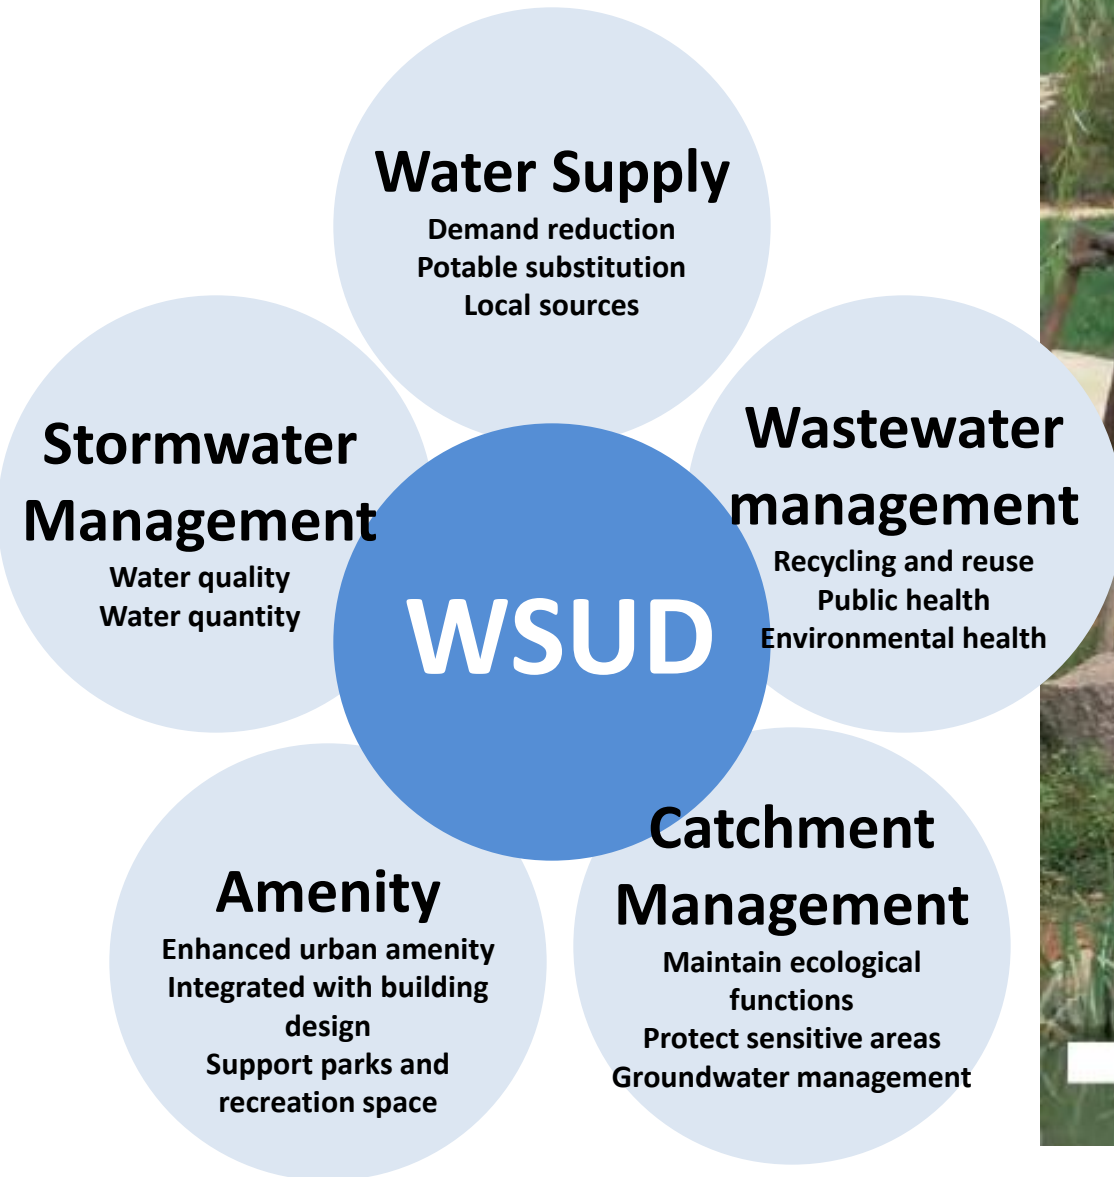 Water Supply
Demand reduction
Potable substitution
Local sources
Stormwater
Management
Water quality
Water quantity
Wastewater
management
Recycling and reuse
Public health
Environmental health
WSUD
Amenity
Enhanced urban amenity
Integrated with building
design
Support parks and
recreation space
Catchment
Management
Maintain ecological
functions
Protect sensitive areas
Groundwater management